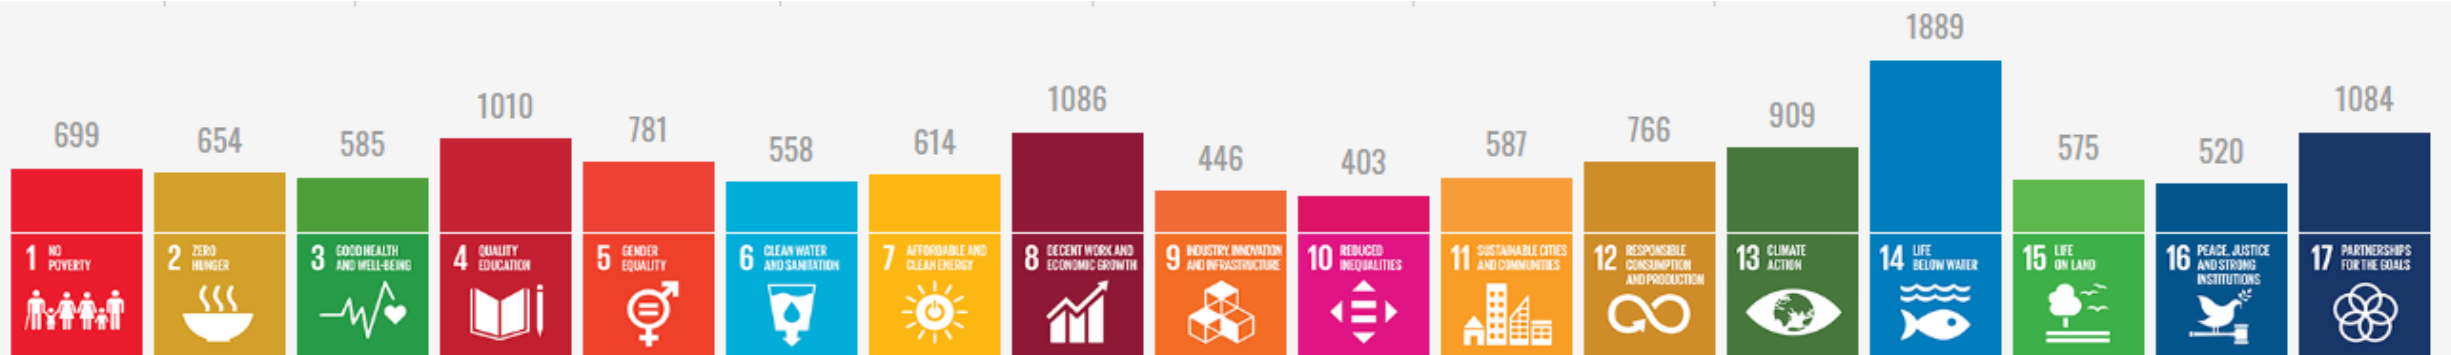 699
654
585
1010
781
558
614
1086
446
403
587
766
909
1889
575
520
1084
1 NO
POVERTY
2 ZERO
HUNGER
3 GOOD HEALTH
AND WELL-BEING
4 QUALITY
EDUCATION
5 GENDER
EQUALITY
6 CLEAN WATER
AND SANITATION
7 AFFORDABLE AND
CLEAN ENERGY
8 DECENT WORK AND
ECONOMIC GROWTH
9 INDUSTRY, INNOVATION
AND INFRASTRUCTURE
10 REDUCED
INEQUALITIES
11 SUSTAINABLE CITIES
AND COMMUNITIES
12 RESPONSIBLE
CONSUMPTION
AND PRODUCTION
13 CLIMATE
ACTION
14 LIFE
BELOW WATER
15 LIFE
ON LAND
16 PEACE, JUSTICE
AND STRONG
INSTITUTIONS
17 PARTNERSHIPS
FOR THE GOALS